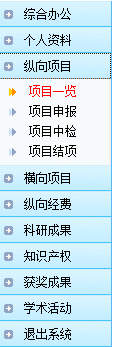 综合办公
个人资料
纵向项目
项目一览
项目申报
项目中检
项目结项
横向项目
纵向经费
科研成果
知识产权
获奖成果
学术活动
退出系统